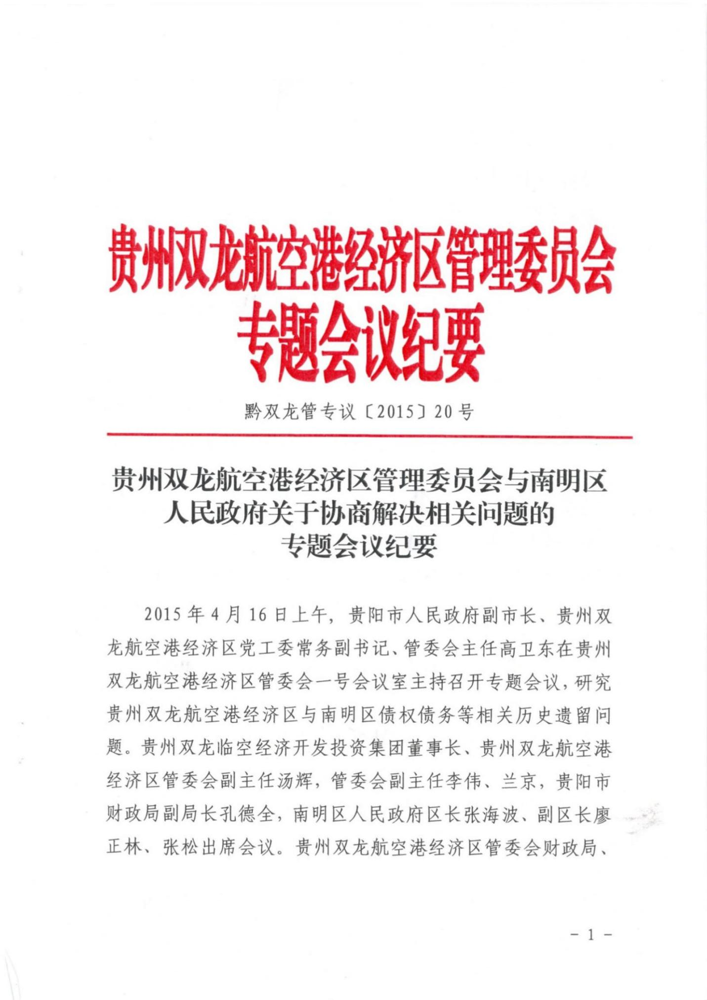 贵州双龙航空港经济区管理委员会
专题会议纪要
黔双龙管专议〔2015〕20号
贵州双龙航空港经济区管理委员会与南明区
人民政府关于协商解决相关问题的
专题会议纪要
2015年4月16日上午，贵阳市人民政府副市长、贵州双
龙航空港经济区党工委常务副书记、管委会主任高卫东在贵州
双龙航空港经济区管委会一号会议室主持召开专题会议，研究
贵州双龙航空港经济区与南明区债权债务等相关历史遗留问
题。贵州双龙临空经济开发投资集团董事长、贵州双龙航空港
经济区管委会副主任汤辉，管委会副主任李伟、兰京，贵阳市
财政局副局长孔德全，南明区人民政府区长张海波、副区长廖
正林、张松出席会议。贵州双龙航空港经济区管委会财政局、
- 1 -